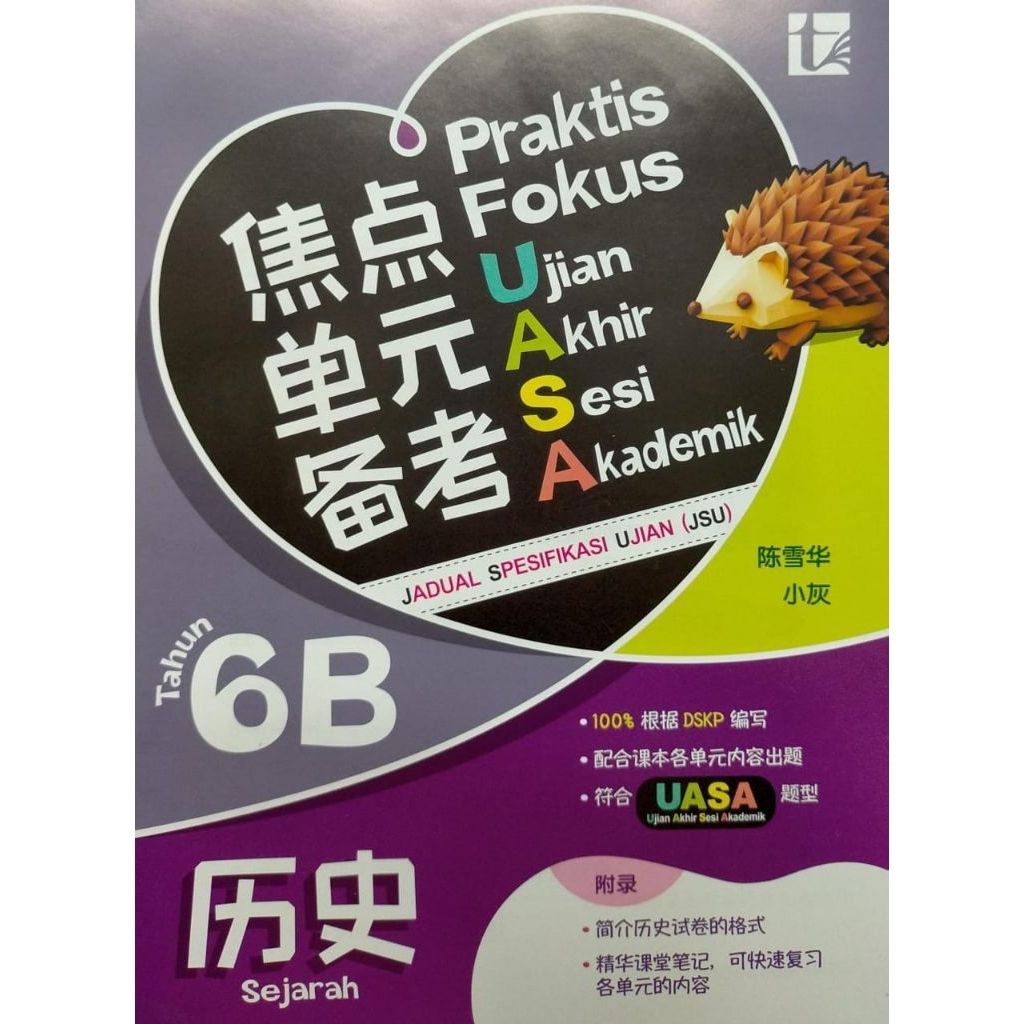 Praktis
Fokus
Ujian
Akhir
Sesi
Akademik
焦点
单元
备考
JADUAL SPESIFIKASI UJIAN (JSU)
陈雪华
小灰
Tahun
6B
• 100% 根据 DSKP 编写
• 配合课本各单元内容出题
• 符合 UASA 题型
Ujian Akhir Sesi Akademik
历史
Sejarah
附录
• 简介历史试卷的格式
• 精华课堂笔记，可快速复习
各单元的内容